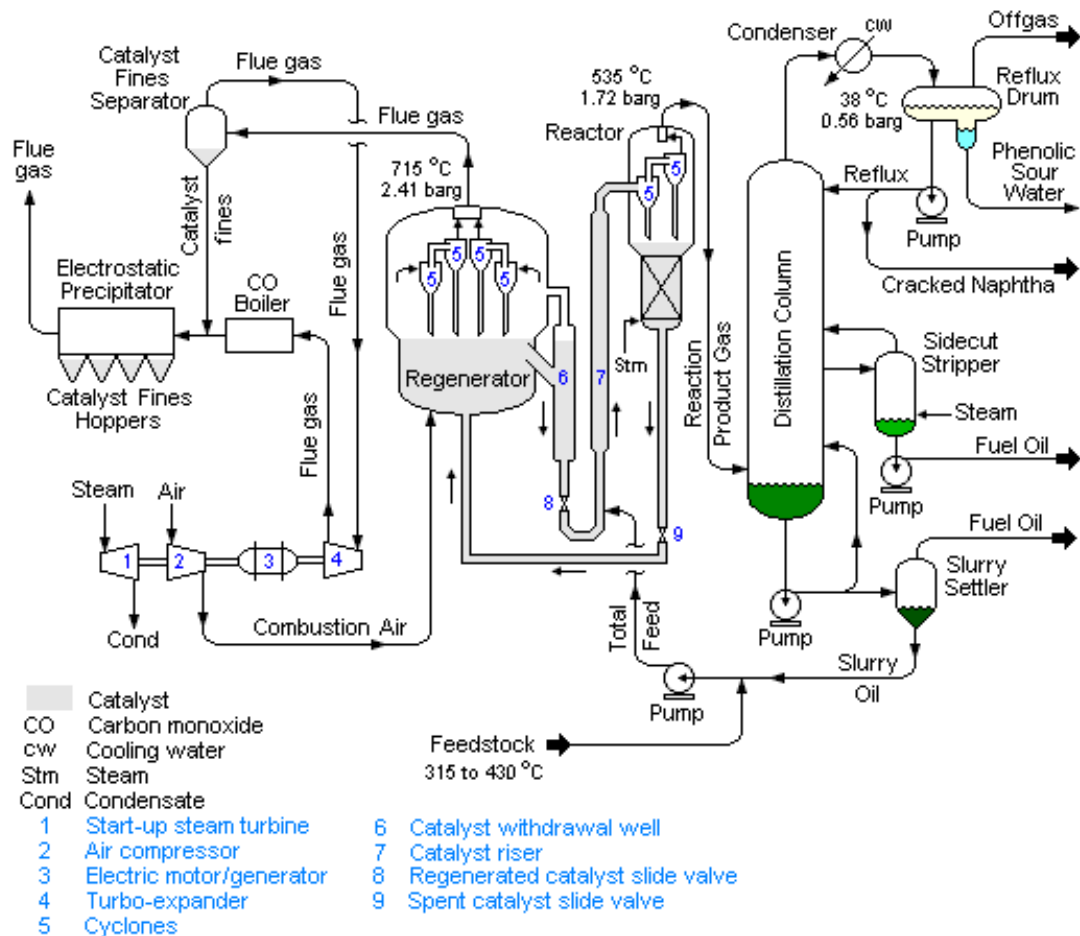 Catalyst
Fines
Separator
Flue gas
Flue gas
Flue
gas
Catalyst
fines
Flue gas
Electrostatic
Precipitator
CO
Boiler
Catalyst Fines
Hoppers
Flue gas
Steam
Air
1
2
3
4
Cond
Combustion Air
715 °C
2.41 barg
5
5
5
5
Regenerator
6
7
8
9
535 °C
1.72 barg
Reactor
5
5
Stm
Reaction
Product Gas
Total
Feed
Pump
Feedstock
315 to 430 °C
Condenser
cw
Offgas
Reflux
Drum
38 °C
0.56 barg
Phenolic
Sour
Water
Reflux
Pump
Cracked Naphtha
Distillation Column
Sidecut
Stripper
Steam
Fuel Oil
Pump
Fuel Oil
Slurry
Settler
Pump
Slurry
Oil
Catalyst
CO Carbon monoxide
cw Cooling water
Stm Steam
Cond Condensate
1 Start-up steam turbine
2 Air compressor
3 Electric motor/generator
4 Turbo-expander
5 Cyclones
6 Catalyst withdrawal well
7 Catalyst riser
8 Regenerated catalyst slide valve
9 Spent catalyst slide valve